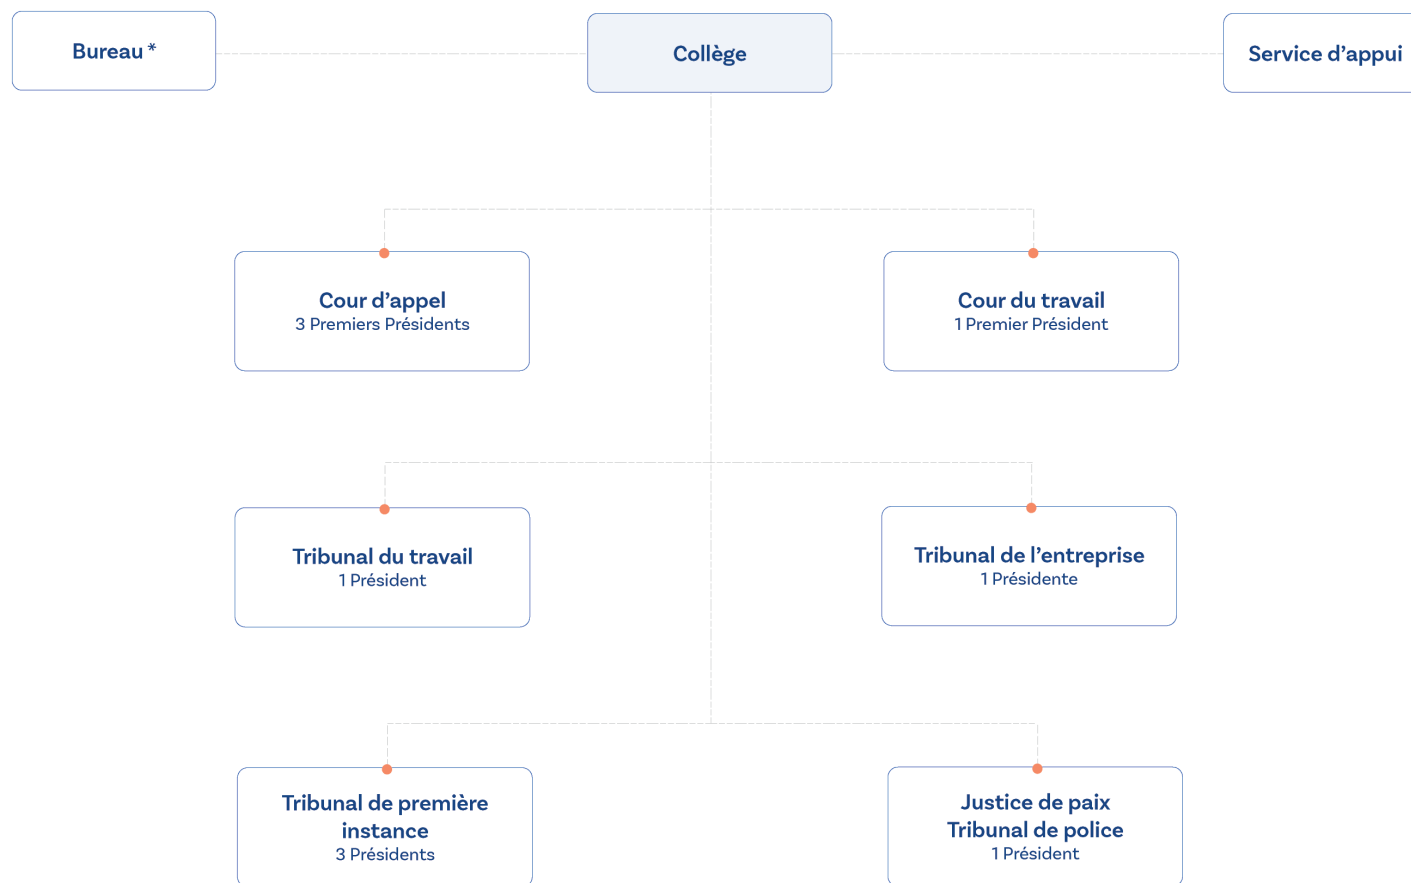 Bureau *
Collège
Service d’appui
Cour d’appel
3 Premiers Présidents
Cour du travail
1 Premier Président
Tribunal du travail
1 Président
Tribunal de l’entreprise
1 Présidente
Tribunal de première
instance
3 Présidents
Justice de paix
Tribunal de police
1 Président